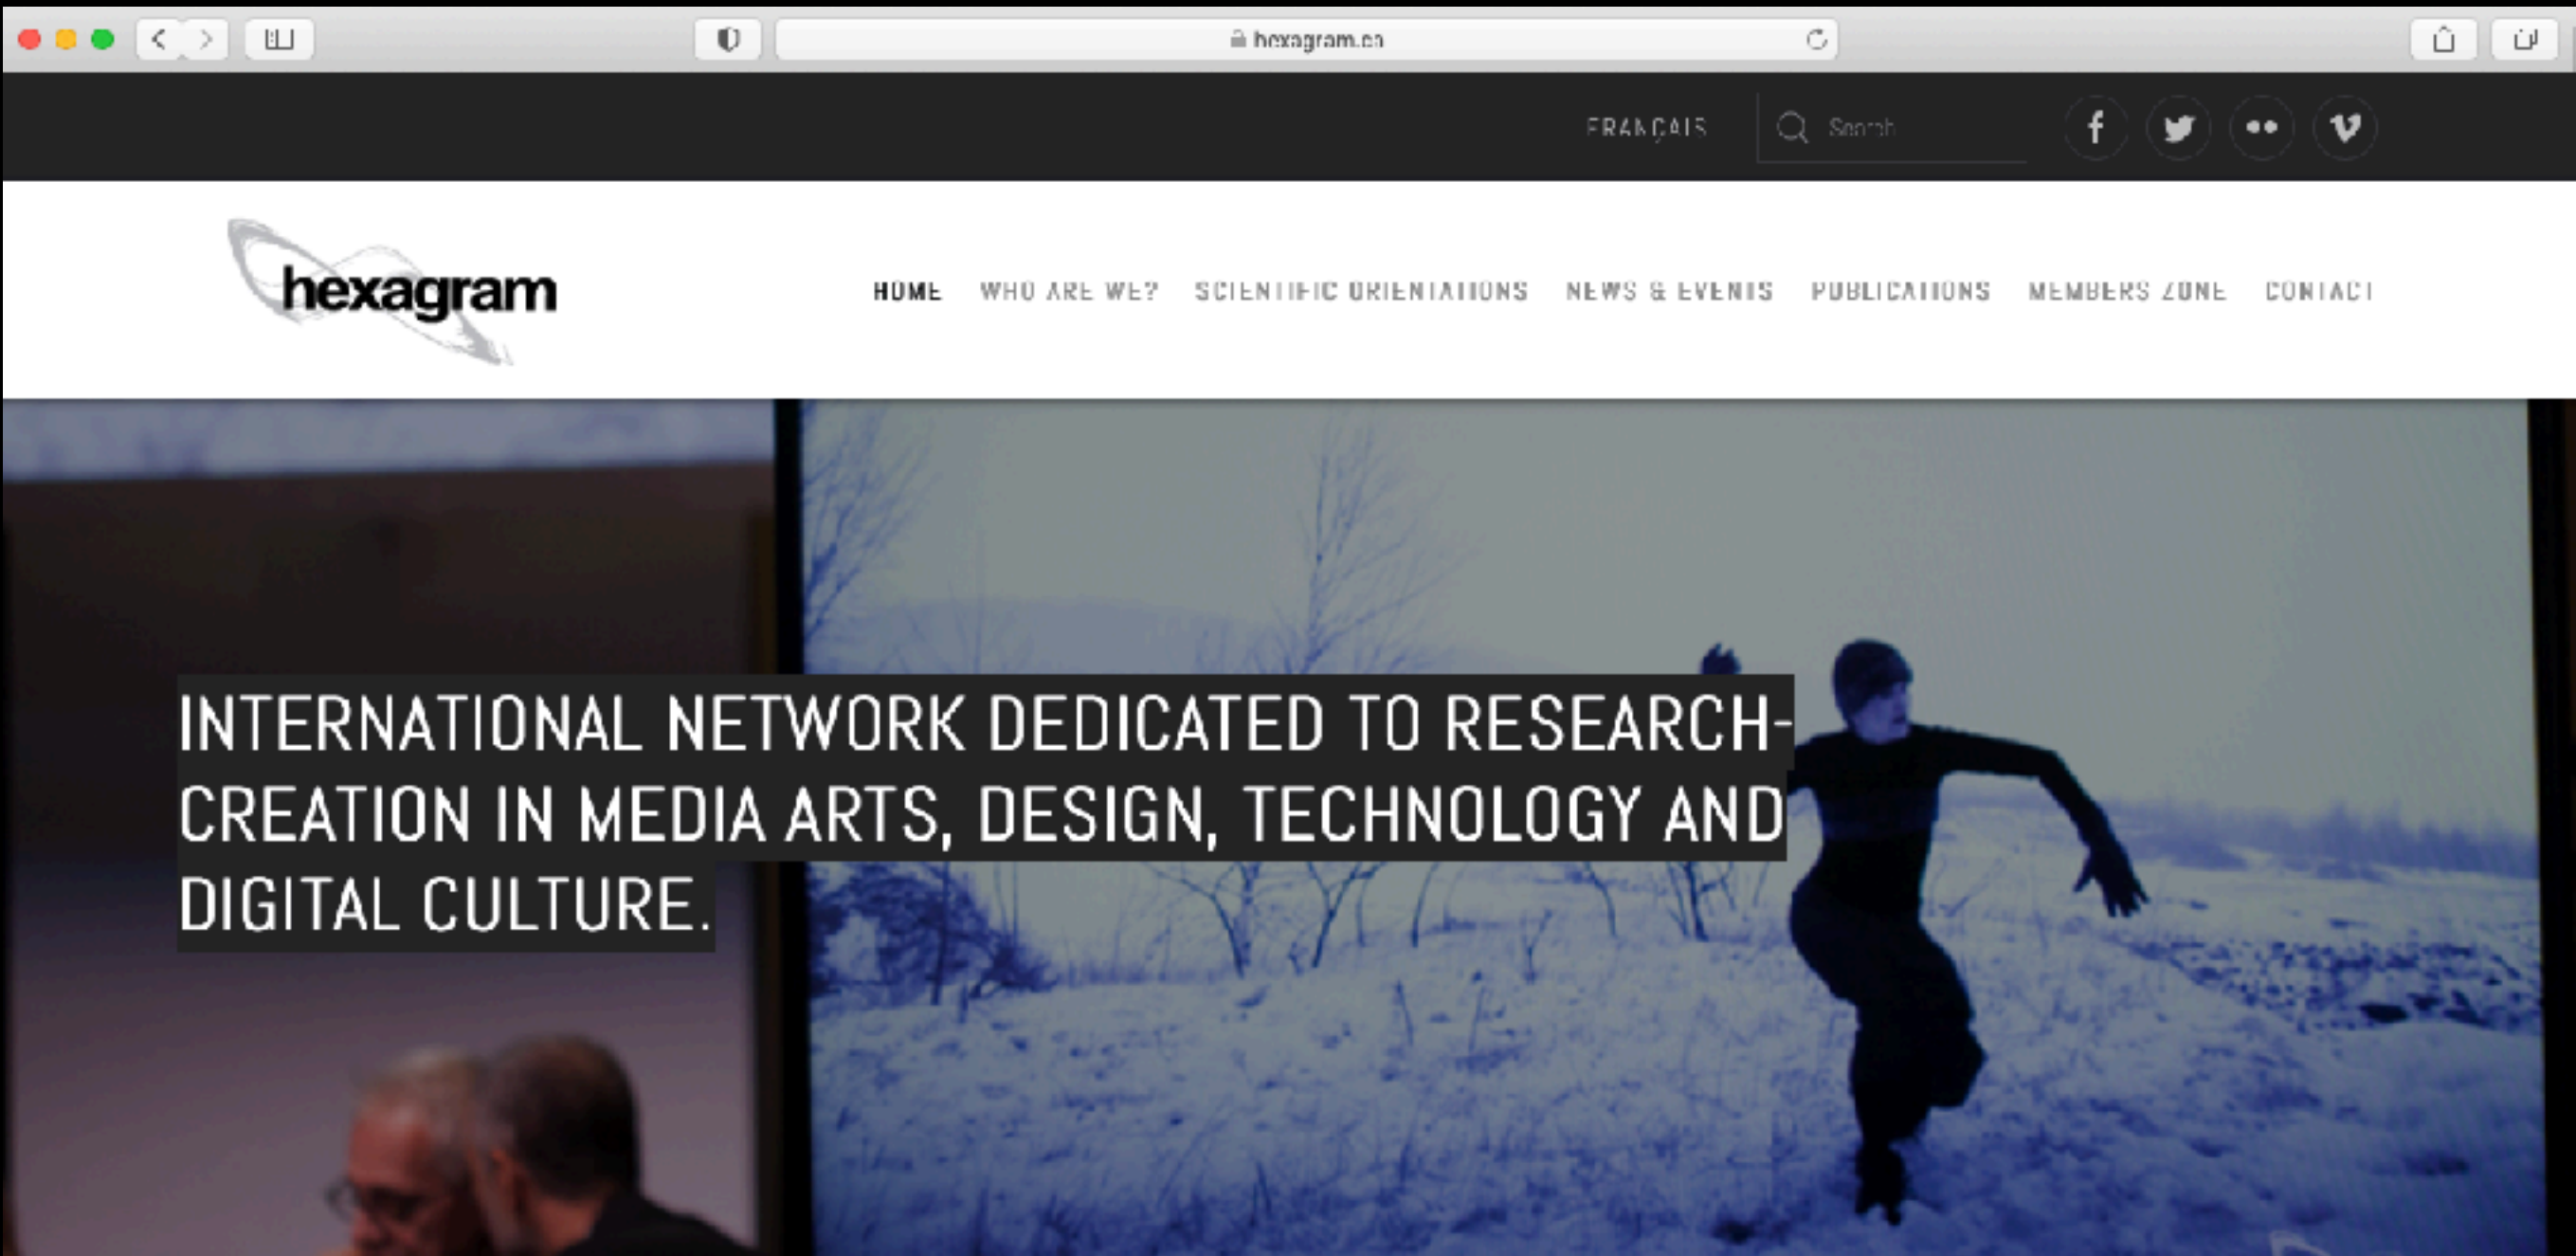 hexagram.ca
FRANÇAIS
Search
hexagram
HOME WHO ARE WE? SCIENTIFIC ORIENTATIONS NEWS & EVENTS PUBLICATIONS MEMBERS ZONE CONTACT
INTERNATIONAL NETWORK DEDICATED TO RESEARCH-
CREATION IN MEDIA ARTS, DESIGN, TECHNOLOGY AND
DIGITAL CULTURE.